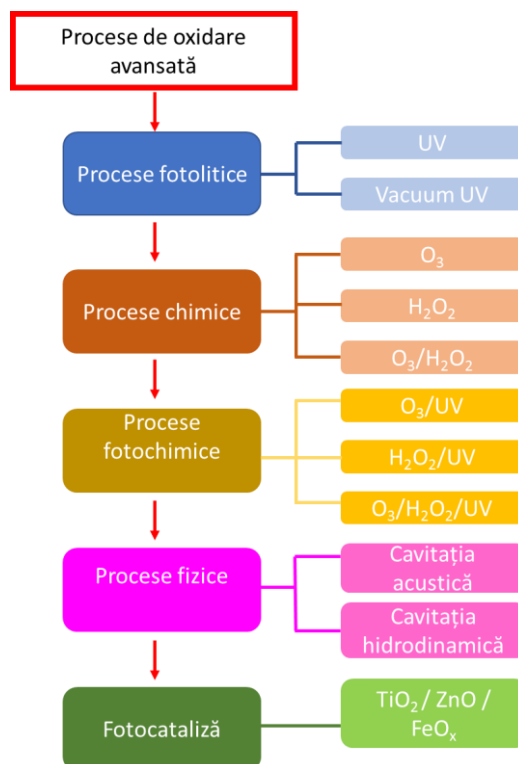 Procese de oxidare
avansată
Procese fotolitice
UV
Vacuum UV
Procese chimice
O₃
H₂O₂
O₃/H₂O₂
Procese
fotochimice
O₃/UV
H₂O₂/UV
O₃/H₂O₂/UV
Procese fizice
Cavitația
acustică
Cavitația
hidrodinamică
Fotocataliză
TiO₂ / ZnO /
FeOₓ